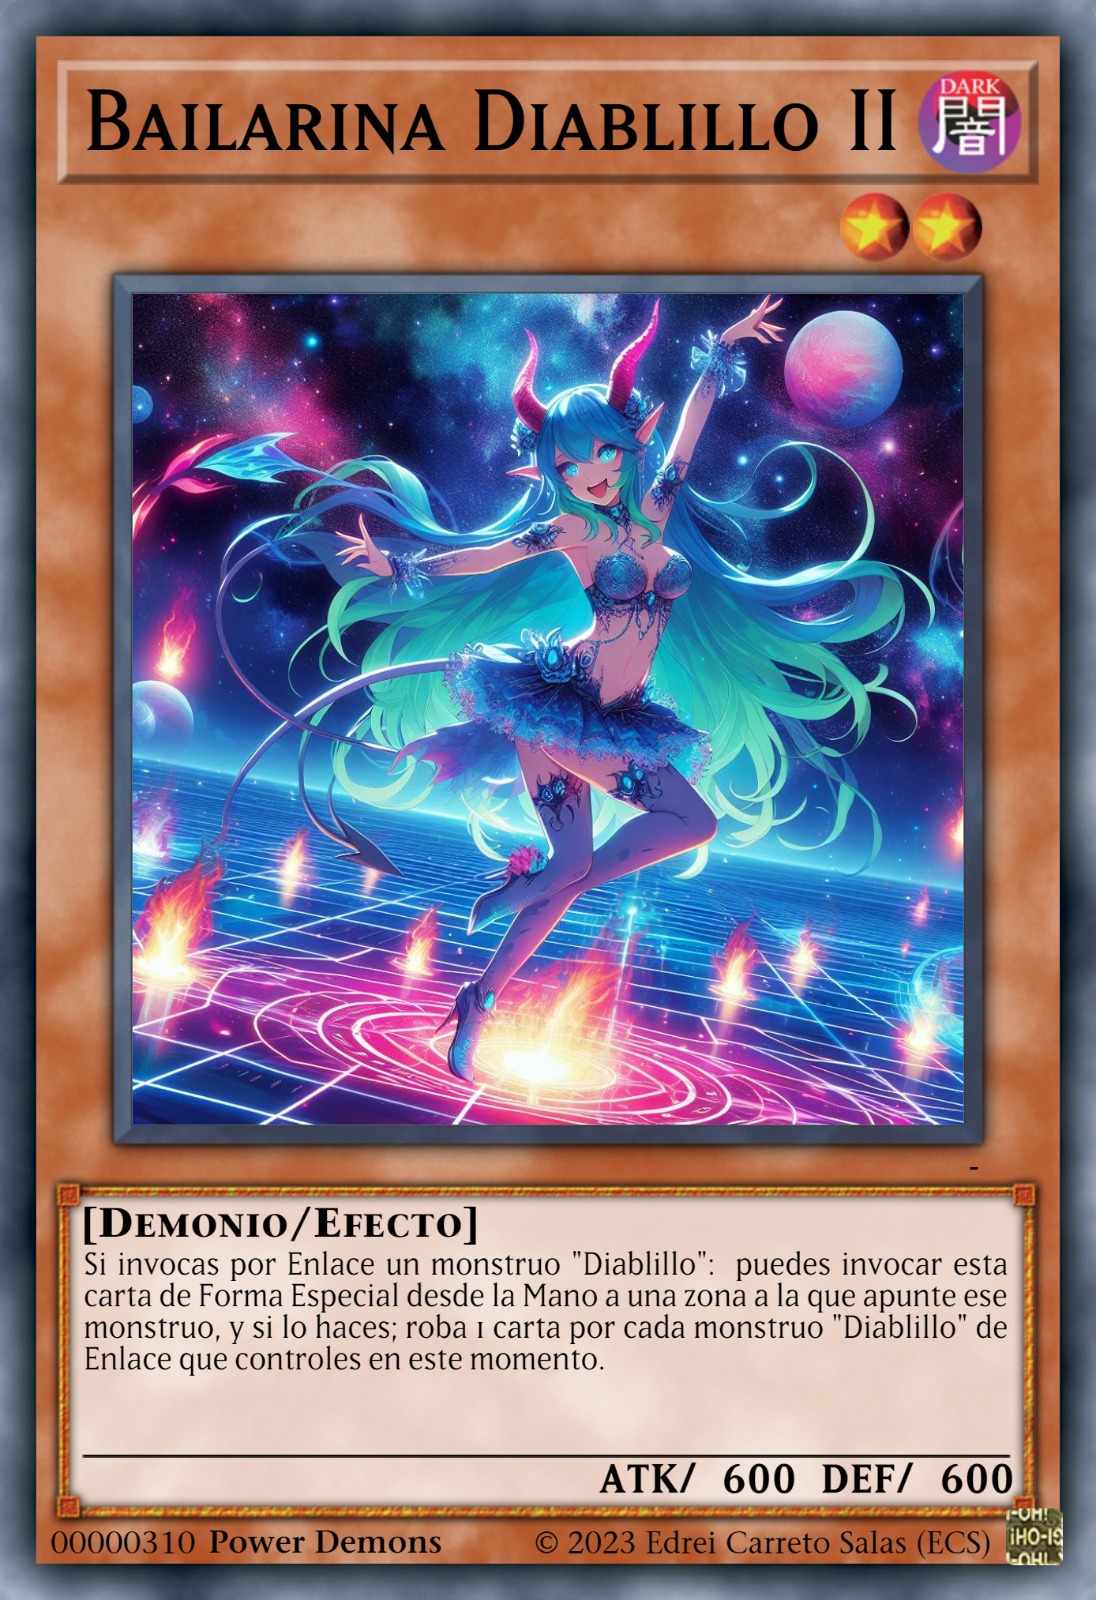 Bailarina Diablillo II
DARK
闇
-
[Demonio/Efecto]
Si invocas por Enlace un monstruo "Diablillo": puedes invocar esta
carta de Forma Especial desde la Mano a una zona a la que apunte ese
monstruo, y si lo haces; roba 1 carta por cada monstruo "Diablillo" de
Enlace que controles en este momento.
ATK/ 600 DEF/ 600
00000310 Power Demons © 2023 Edrei Carreto Salas (ECS)